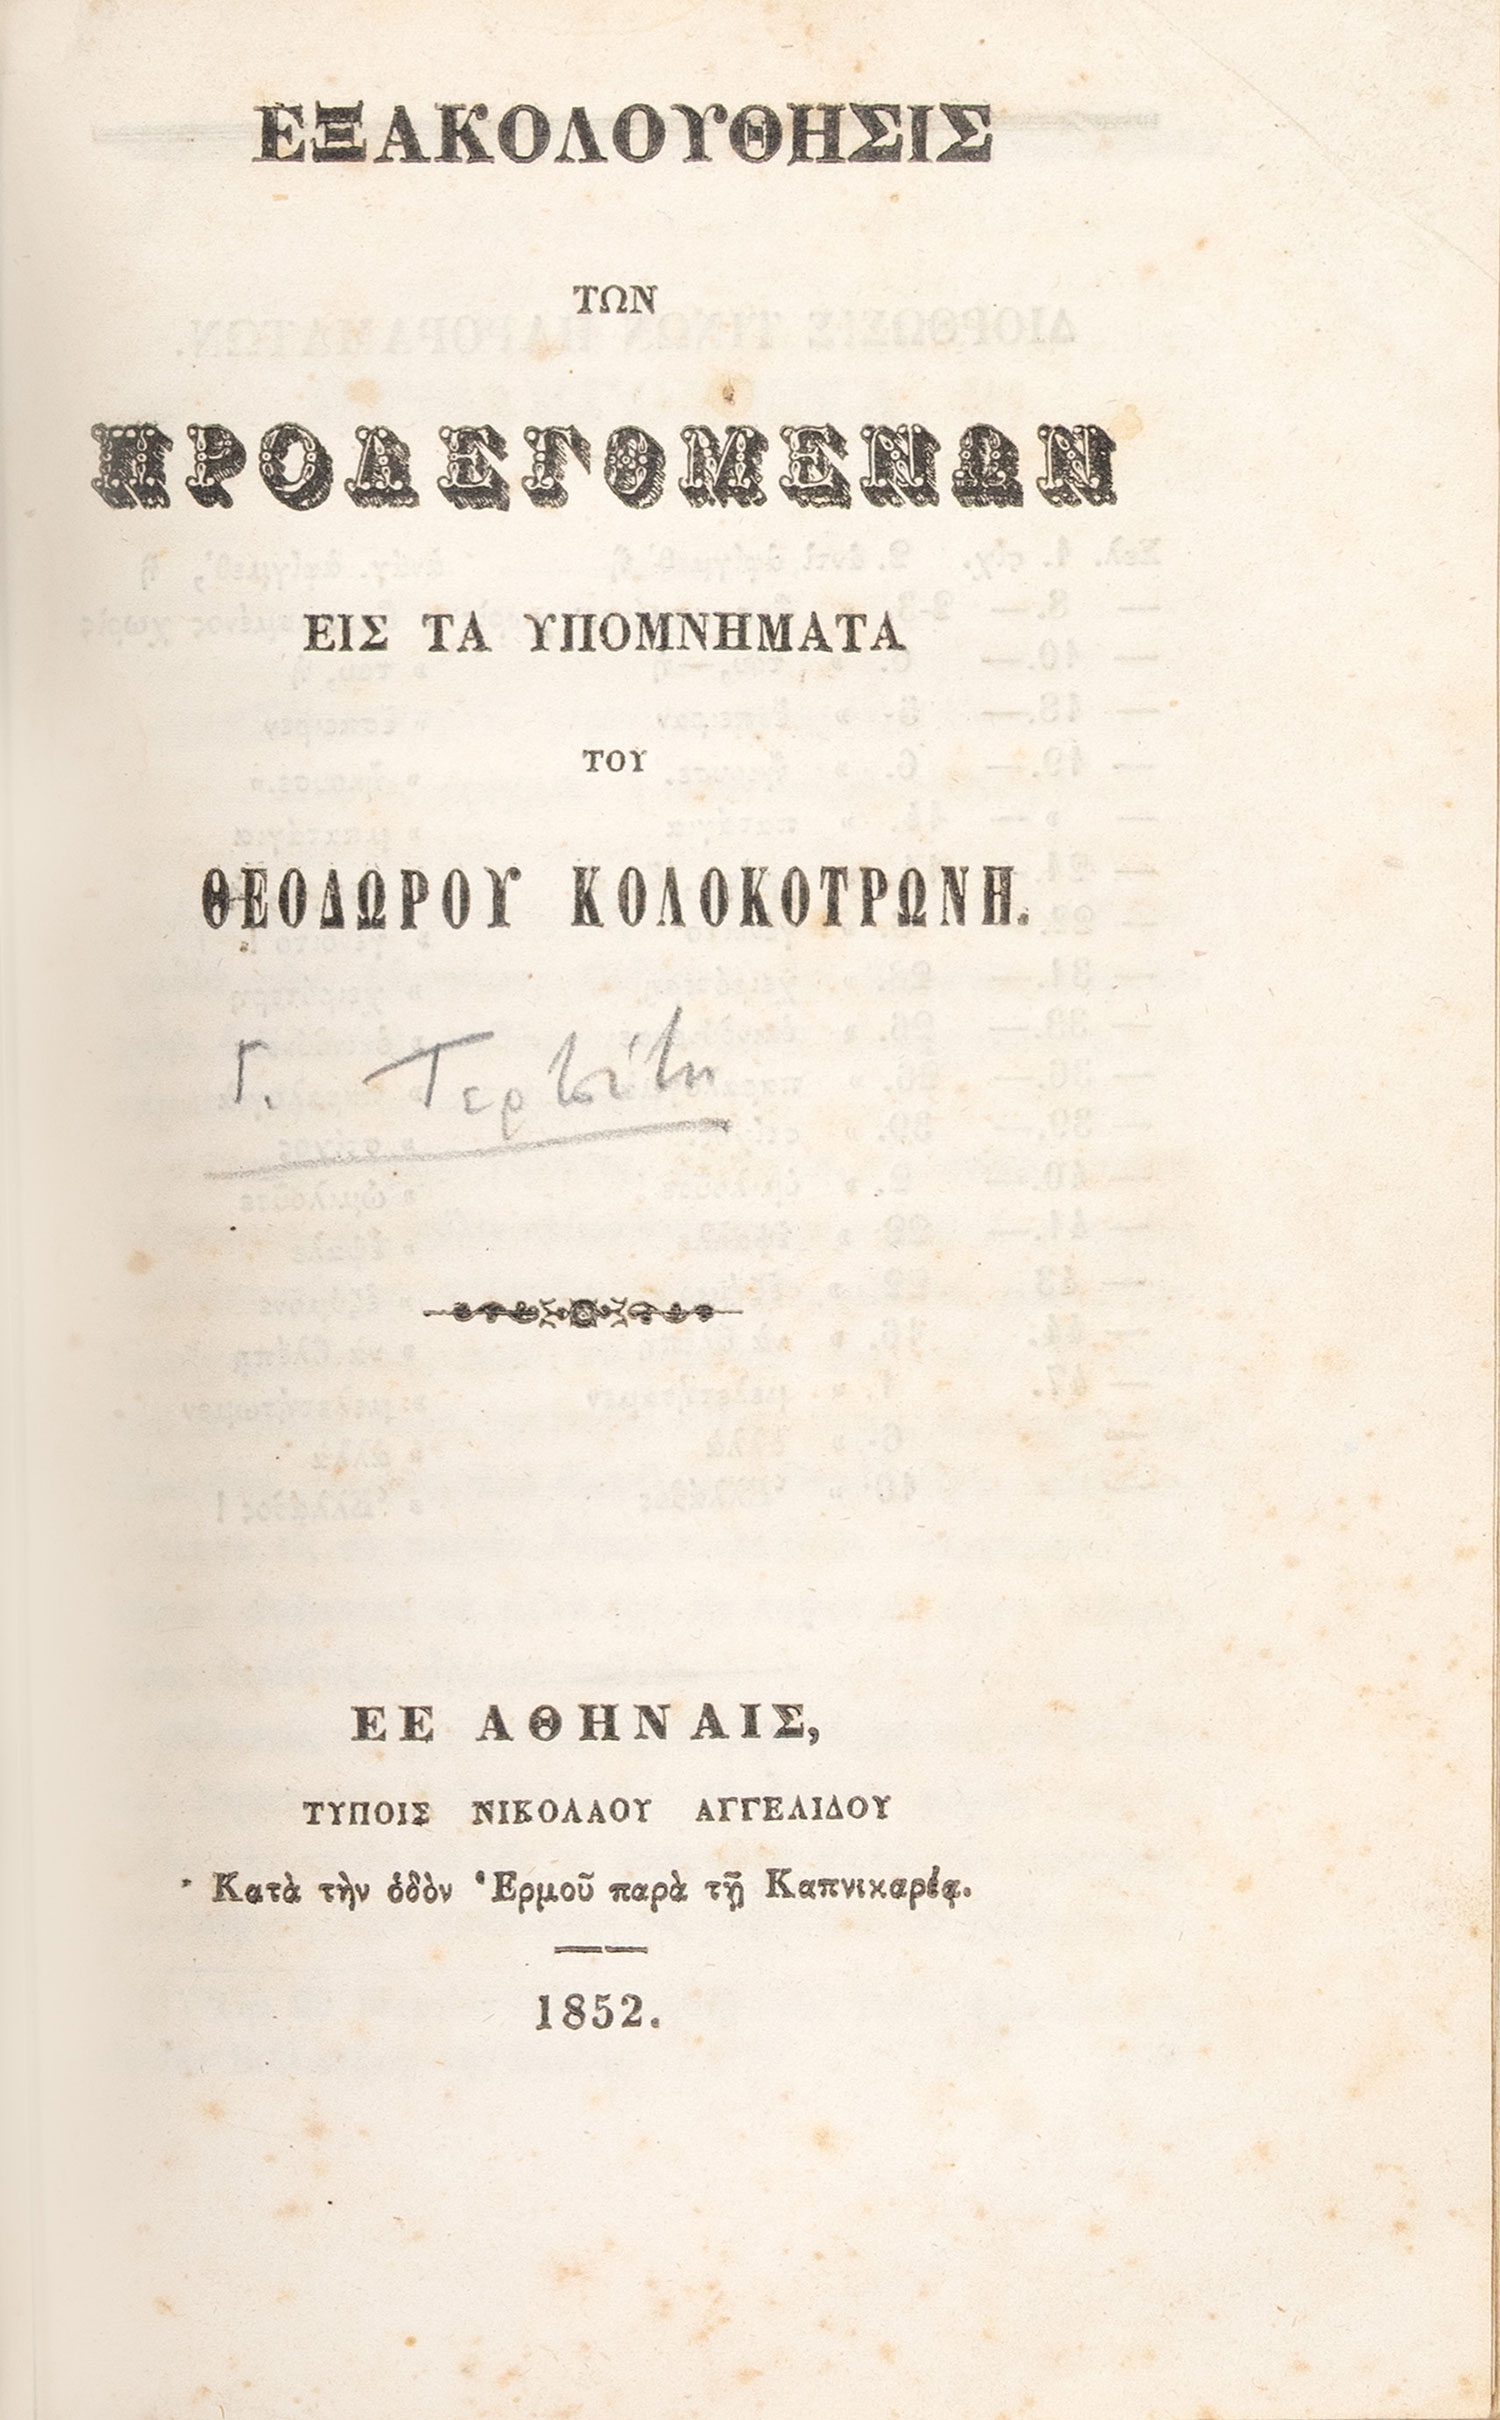 ΕΞΑΚΟΛΟΥΘΗΣΙΣ
ΤΩΝ
ΠΡΟΛΕΓΟΜΕΝΩΝ
ΕΙΣ ΤΑ ΥΠΟΜΝΗΜΑΤΑ
ΤΟΥ
ΘΕΟΔΩΡΟΥ ΚΟΛΟΚΟΤΡΩΝΗ.
Γ. Τερτσέτη
ΕΕ ΑΘΗΝΑΙΣ,
ΤΥΠΟΙΣ ΝΙΚΟΛΑΟΥ ΑΓΓΕΛΙΔΟΥ
Κατὰ τὴν ὁδὸν Ἑρμοῦ παρὰ τῇ Καπνικαρέᾳ.
1852.